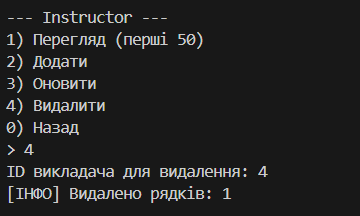 --- Instructor ---
1) Перегляд (перші 50)
2) Додати
3) Оновити
4) Видалити
0) Назад
> 4
ID викладача для видалення: 4
[ІНФО] Видалено рядків: 1